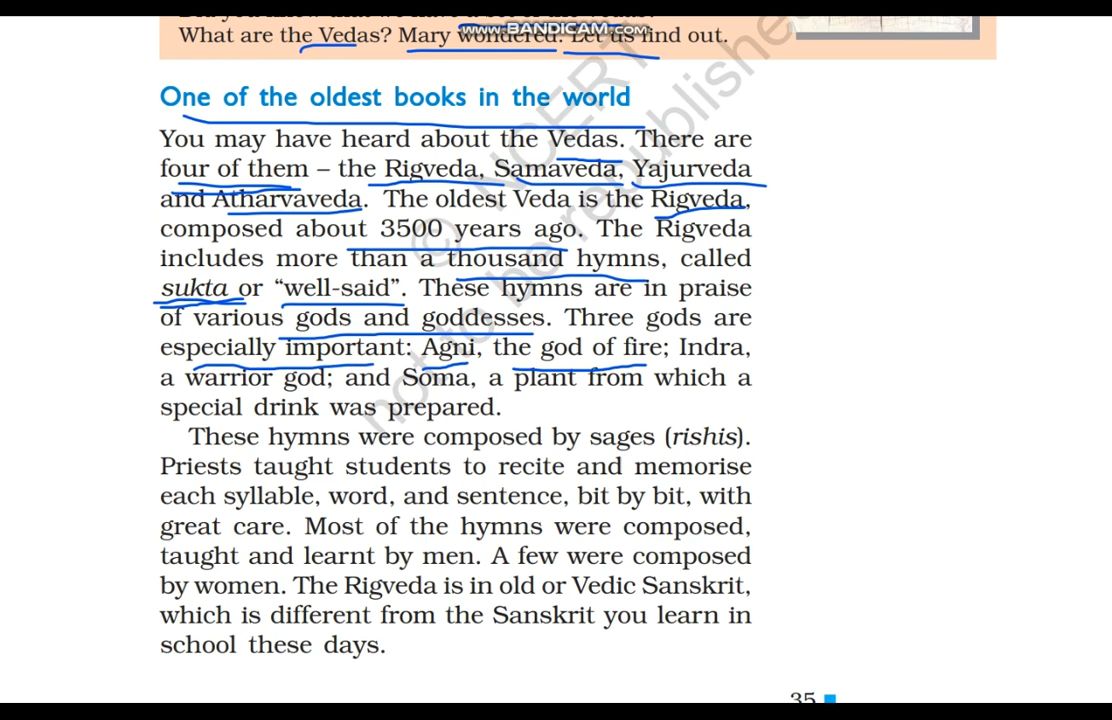 What are the Vedas? Mary wondered. Let us find out.
www.BANDICAM.com
One of the oldest books in the world
You may have heard about the Vedas. There are
four of them – the Rigveda, Samaveda, Yajurveda
and Atharvaveda. The oldest Veda is the Rigveda,
composed about 3500 years ago. The Rigveda
includes more than a thousand hymns, called
sukta or “well-said”. These hymns are in praise
of various gods and goddesses. Three gods are
especially important: Agni, the god of fire; Indra,
a warrior god; and Soma, a plant from which a
special drink was prepared.
These hymns were composed by sages (rishis).
Priests taught students to recite and memorise
each syllable, word, and sentence, bit by bit, with
great care. Most of the hymns were composed,
taught and learnt by men. A few were composed
by women. The Rigveda is in old or Vedic Sanskrit,
which is different from the Sanskrit you learn in
school these days.
© NCERT
not to be republished
35